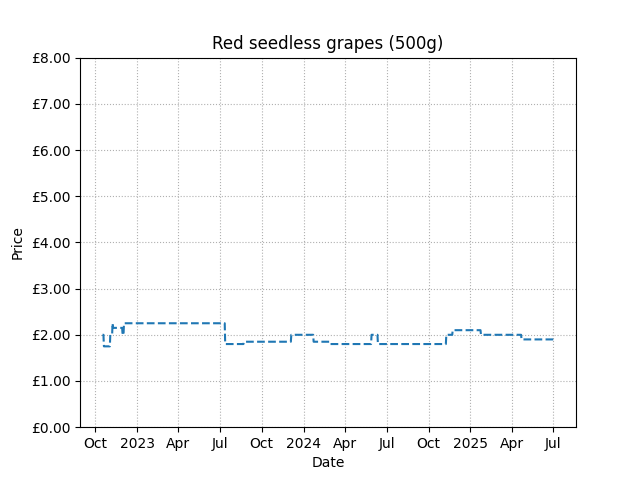 Red seedless grapes (500g)
£8.00
£7.00
£6.00
£5.00
£4.00
£3.00
£2.00
£1.00
£0.00
Price
Oct 2023 Apr Jul Oct 2024 Apr Jul Oct 2025 Apr Jul
Date